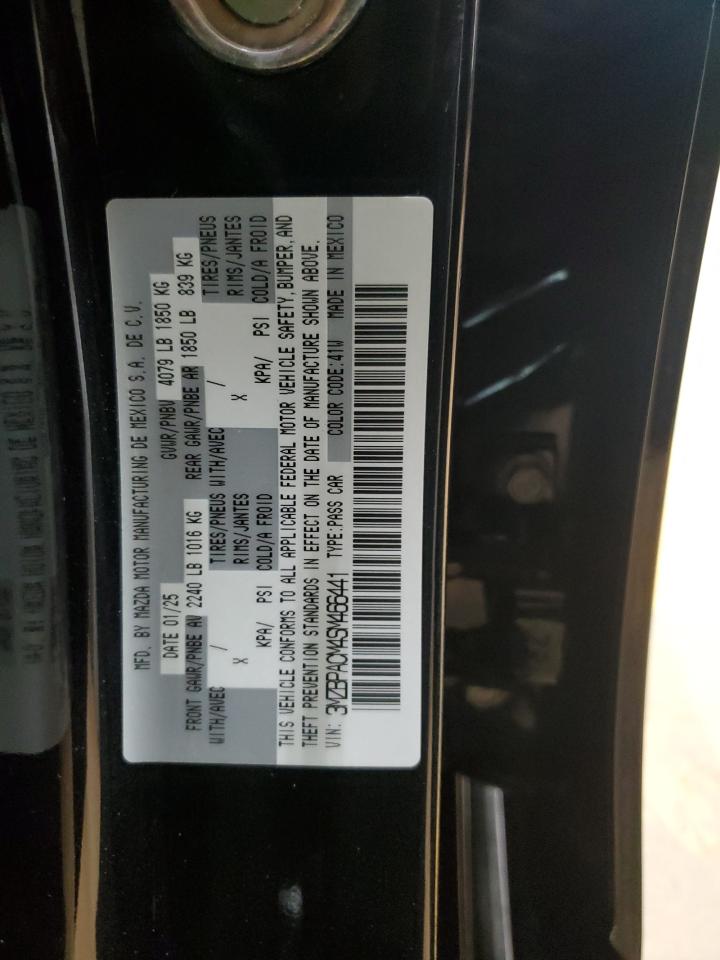 MFD. BY MAZDA MOTOR MANUFACTURING DE MEXICO S.A. DE C.V.
DATE 01/25 GVWR/PNBV 4079 LB 1850 KG
FRONT GAWR/PNBE AV 2240 LB 1016 KG REAR GAWR/PNBE AR 1850 LB 839 KG
WITH/AVEC / TIRES/PNEUS WITH/AVEC / TIRES/PNEUS
X RIMS/JANTES X RIMS/JANTES
KPA/ PSI COLD/A FROID KPA/ PSI COLD/A FROID
THIS VEHICLE CONFORMS TO ALL APPLICABLE FEDERAL MOTOR VEHICLE SAFETY, BUMPER, AND
THEFT PREVENTION STANDARDS IN EFFECT ON THE DATE OF MANUFACTURE SHOWN ABOVE.
VIN: 3MZBPACM4SM466441 TYPE:PASS CAR COLOR CODE:41W MADE IN MEXICO